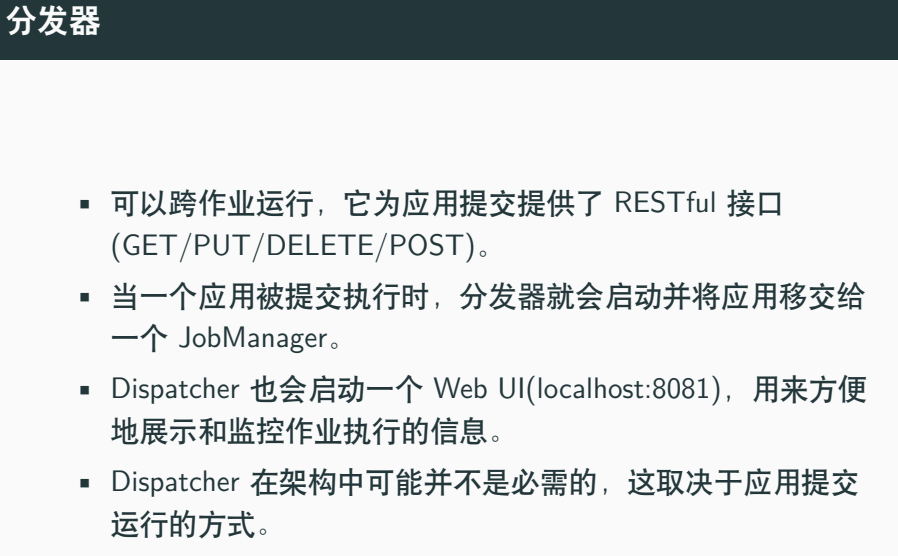 分发器
▪ 可以跨作业运行，它为应用提交提供了 RESTful 接口
(GET/PUT/DELETE/POST)。
▪ 当一个应用被提交执行时，分发器就会启动并将应用移交给
一个 JobManager。
▪ Dispatcher 也会启动一个 Web UI(localhost:8081)，用来方便
地展示和监控作业执行的信息。
▪ Dispatcher 在架构中可能并不是必需的，这取决于应用提交
运行的方式。